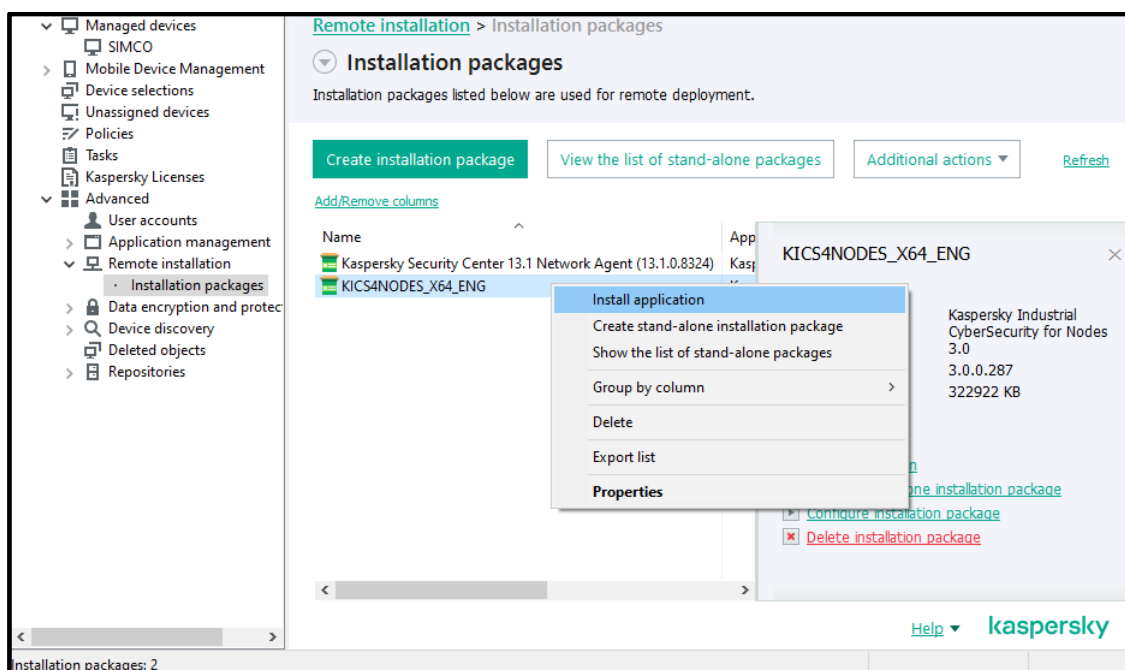 Managed devices
SIMCO
Mobile Device Management
Device selections
Unassigned devices
Policies
Tasks
Kaspersky Licenses
Advanced
User accounts
Application management
Remote installation
Installation packages
Data encryption and protec
Device discovery
Deleted objects
Repositories
Remote installation > Installation packages
Installation packages
Installation packages listed below are used for remote deployment.
Create installation package
View the list of stand-alone packages
Additional actions
Refresh
Add/Remove columns
Name App
Kaspersky Security Center 13.1 Network Agent (13.1.0.8324) Kasp
KICS4NODES_X64_ENG
Install application
Create stand-alone installation package
Show the list of stand-alone packages
Group by column
Delete
Export list
Properties
KICS4NODES_X64_ENG
Kaspersky Industrial
CyberSecurity for Nodes
3.0
3.0.0.287
322922 KB
one installation package
Configure installation package
Delete installation package
Help
kaspersky
Installation packages: 2